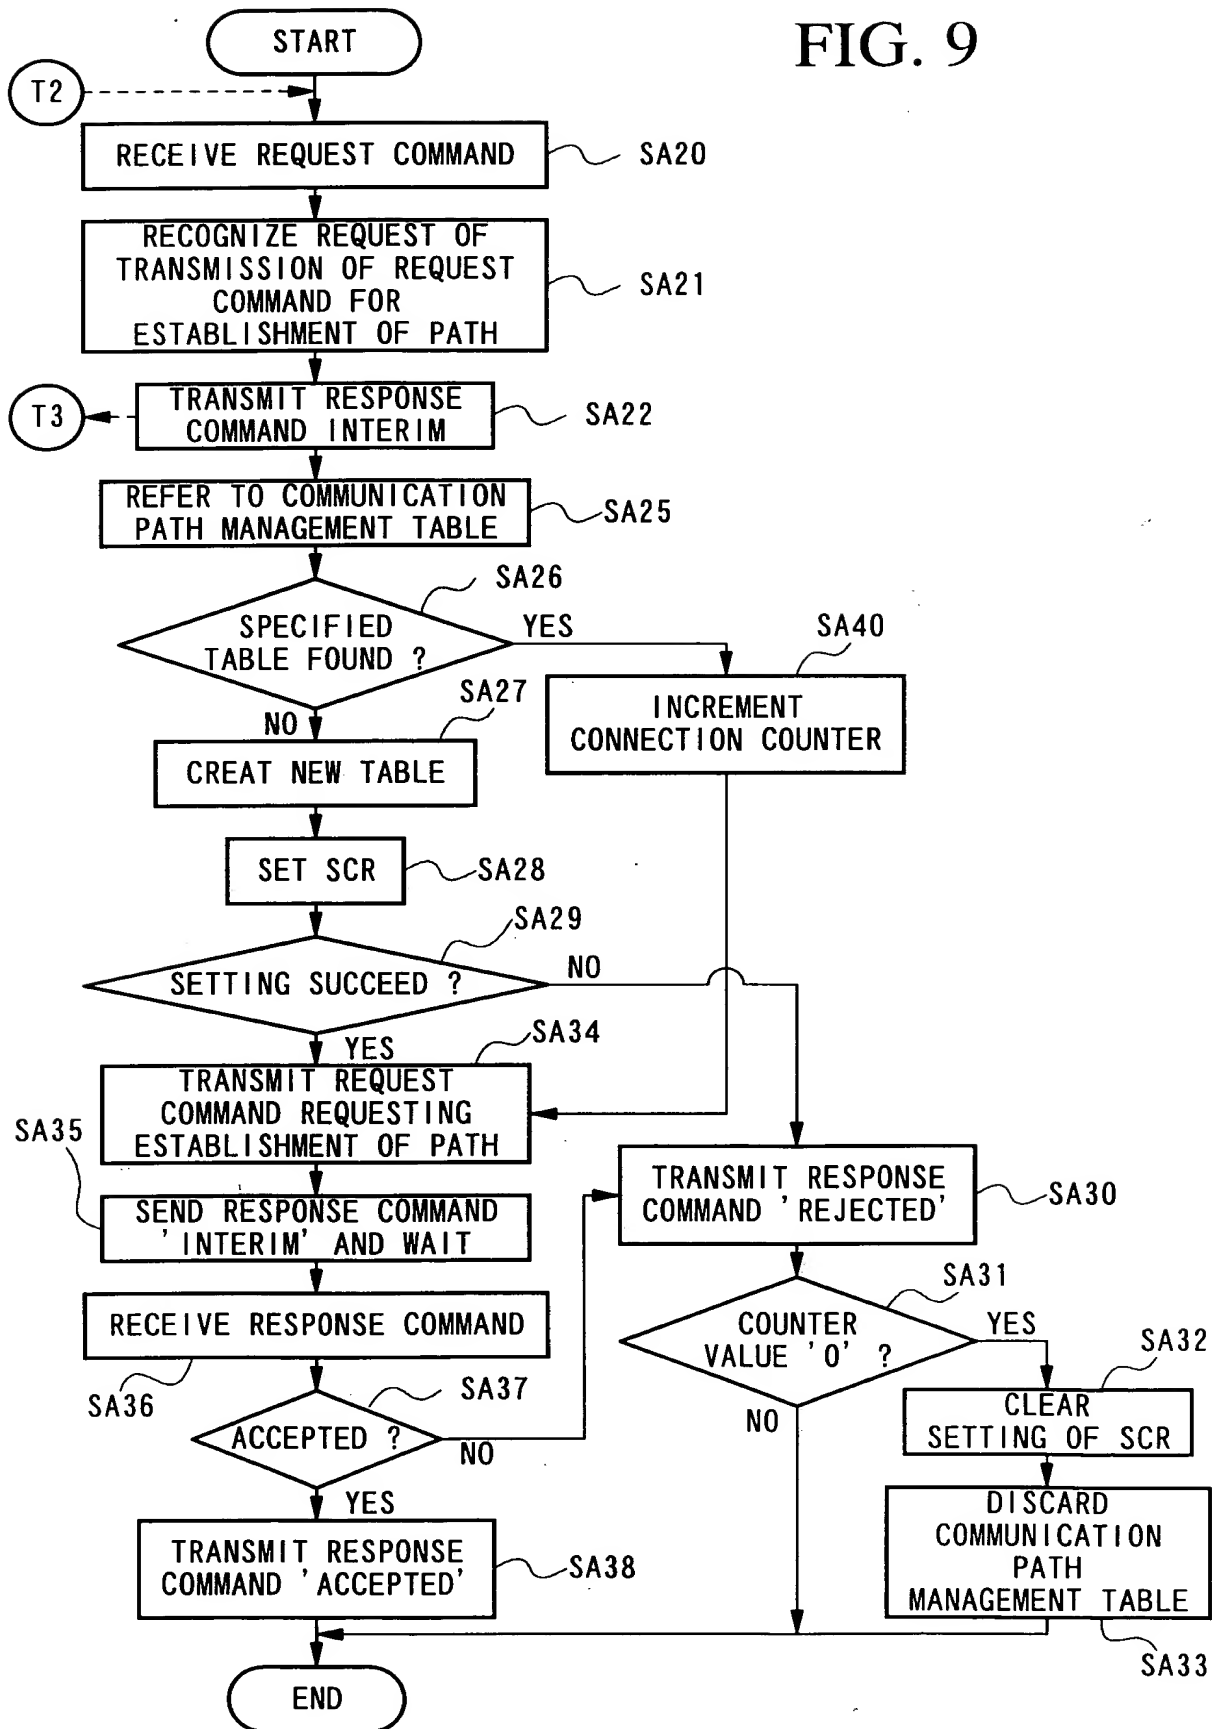 FIG. 9
START
T2
RECEIVE REQUEST COMMAND
SA20
RECOGNIZE REQUEST OF
TRANSMISSION OF REQUEST
COMMAND FOR
ESTABLISHMENT OF PATH
SA21
TRANSMIT RESPONSE
COMMAND INTERIM
SA22
T3
REFER TO COMMUNICATION
PATH MANAGEMENT TABLE
SA25
SA26
SPECIFIED
TABLE FOUND ?
YES
NO
SA40
INCREMENT
CONNECTION COUNTER
SA27
CREAT NEW TABLE
SET SCR
SA28
SA29
SETTING SUCCEED ?
NO
YES
SA34
TRANSMIT REQUEST
COMMAND REQUESTING
ESTABLISHMENT OF PATH
SA35
SEND RESPONSE COMMAND
'INTERIM' AND WAIT
RECEIVE RESPONSE COMMAND
SA36
SA37
ACCEPTED ?
NO
YES
TRANSMIT RESPONSE
COMMAND 'ACCEPTED'
SA38
TRANSMIT RESPONSE
COMMAND 'REJECTED'
SA30
SA31
COUNTER
VALUE '0' ?
YES
NO
SA32
CLEAR
SETTING OF SCR
DISCARD
COMMUNICATION
PATH
MANAGEMENT TABLE
SA33
END